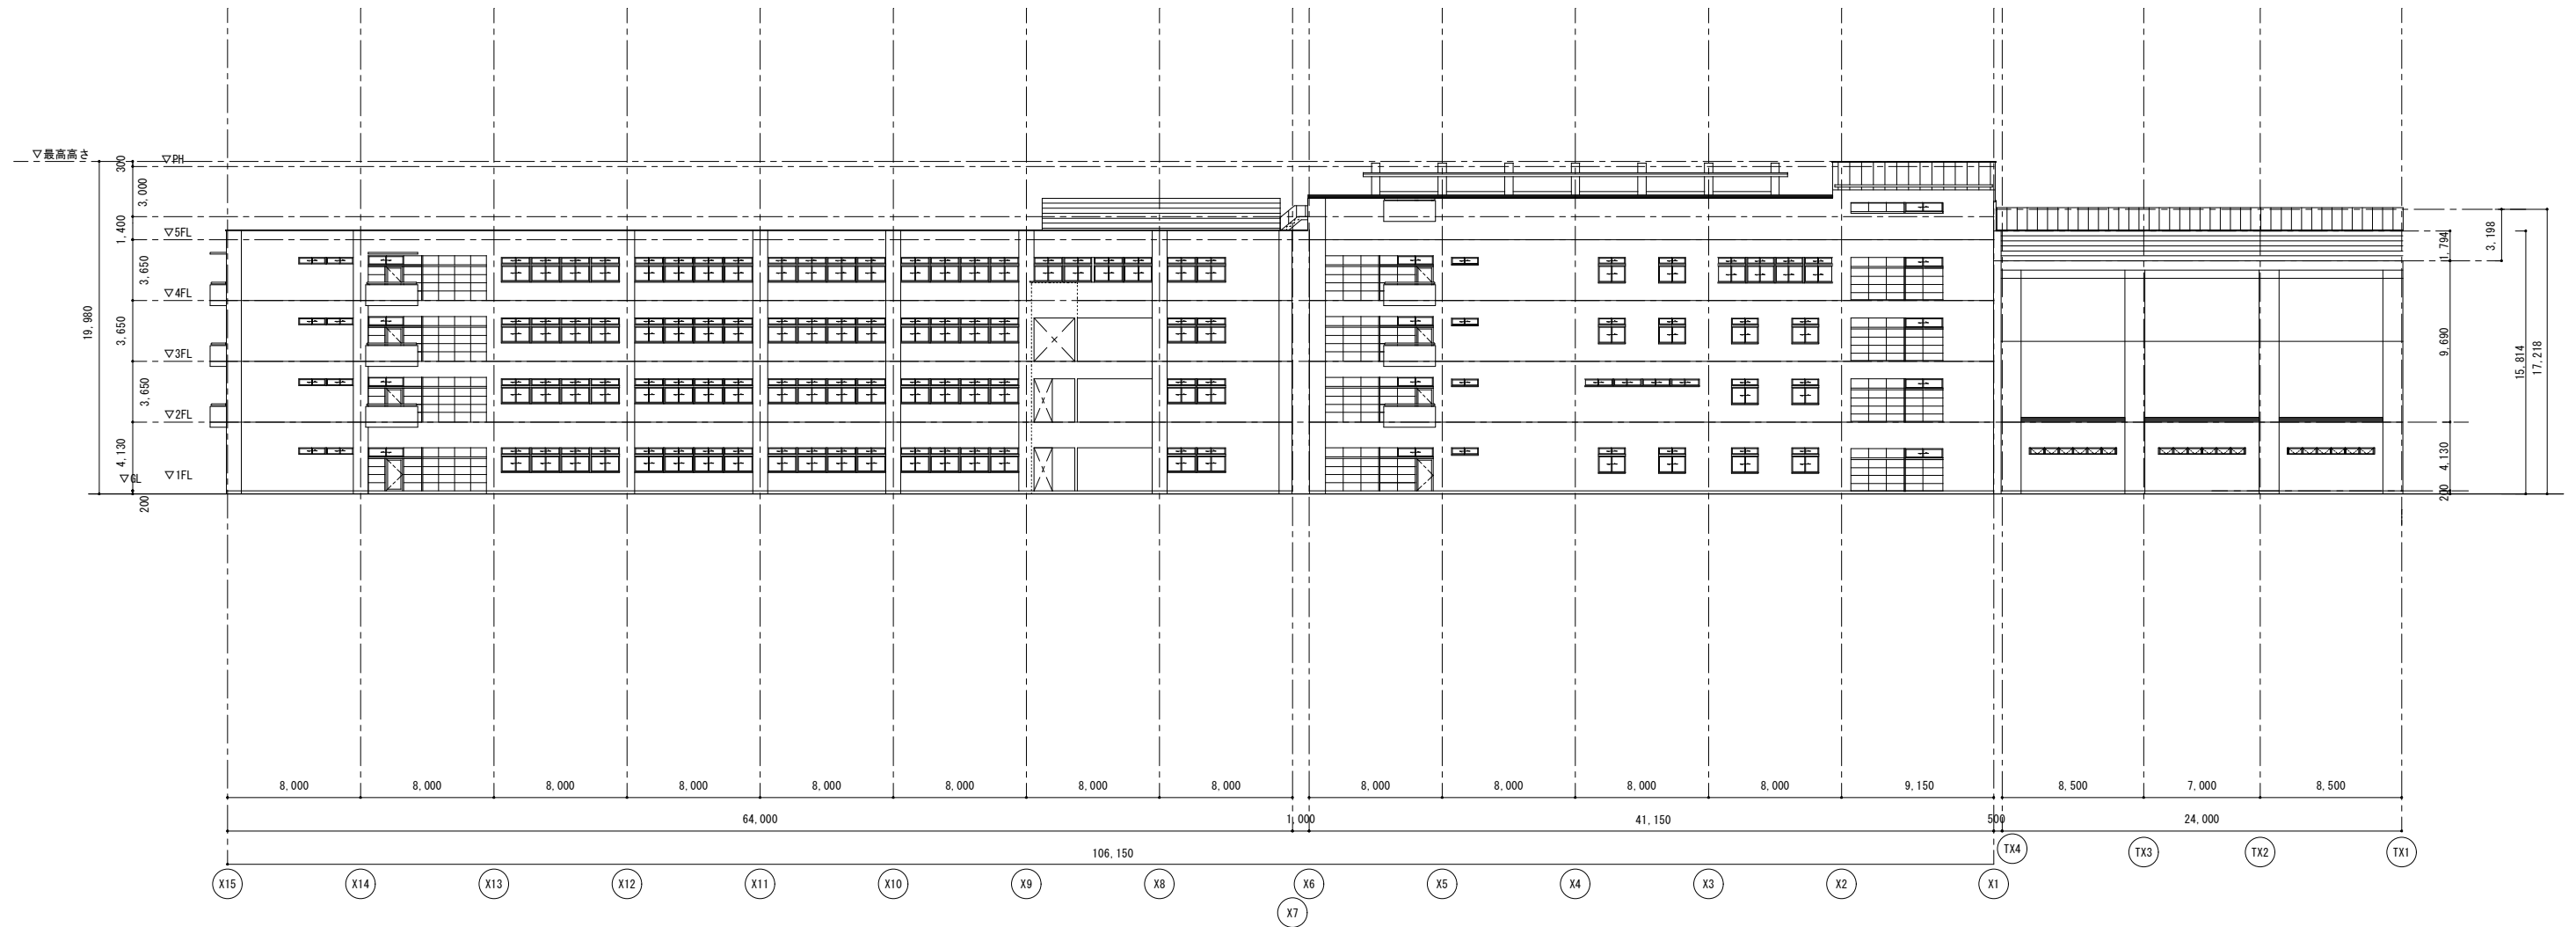 ▽最高高さ
▽PH
300
3,000
1,400
▽5FL
3,650
▽4FL
19,980
3,650
▽3FL
3,650
▽2FL
4,130
▽GL
▽1FL
200
X
X
1,794
3,198
9,690
15,814
17,218
4,130
200
8,000 8,000 8,000 8,000 8,000 8,000 8,000 8,000 8,000 8,000 8,000 8,000 9,150 8,500 7,000 8,500
64,000 1,000 41,150 500 24,000
106,150
TX4 TX3 TX2 TX1
X15 X14 X13 X12 X11 X10 X9 X8 X6 X5 X4 X3 X2 X1
X7